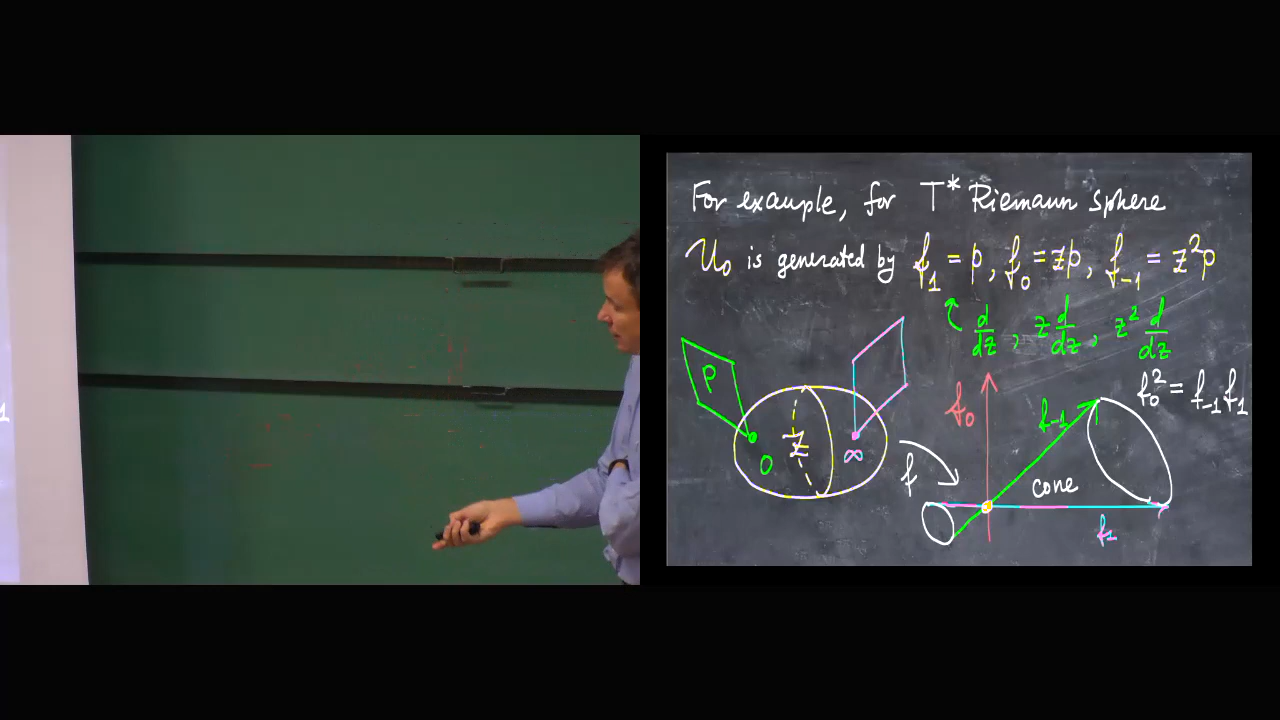 For example, for T* Riemann sphere
U₀ is generated by f₁ = p, f₀ = zp, f₋₁ = z²p
d/dz, z d/dz, z² d/dz
f₀² = f₋₁f₁
p
0
z
∞
f
f₀
f₋₁
cone
f₁
1